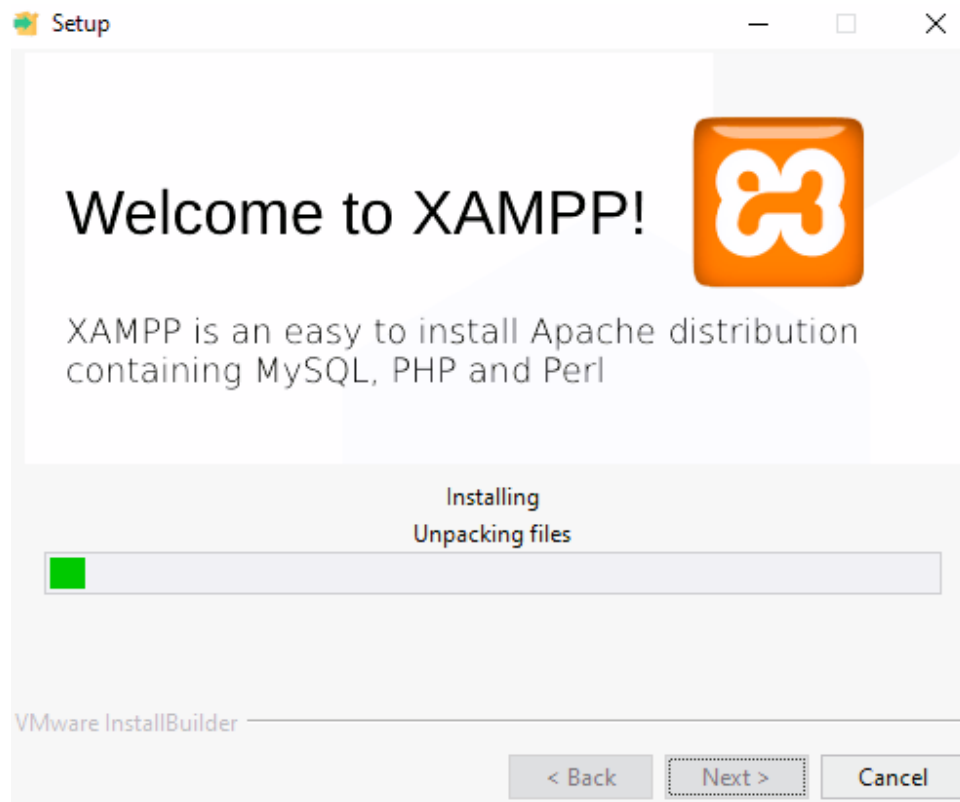 Setup
Welcome to XAMPP!
XAMPP is an easy to install Apache distribution
containing MySQL, PHP and Perl
Installing
Unpacking files
VMware InstallBuilder
< Back Next > Cancel